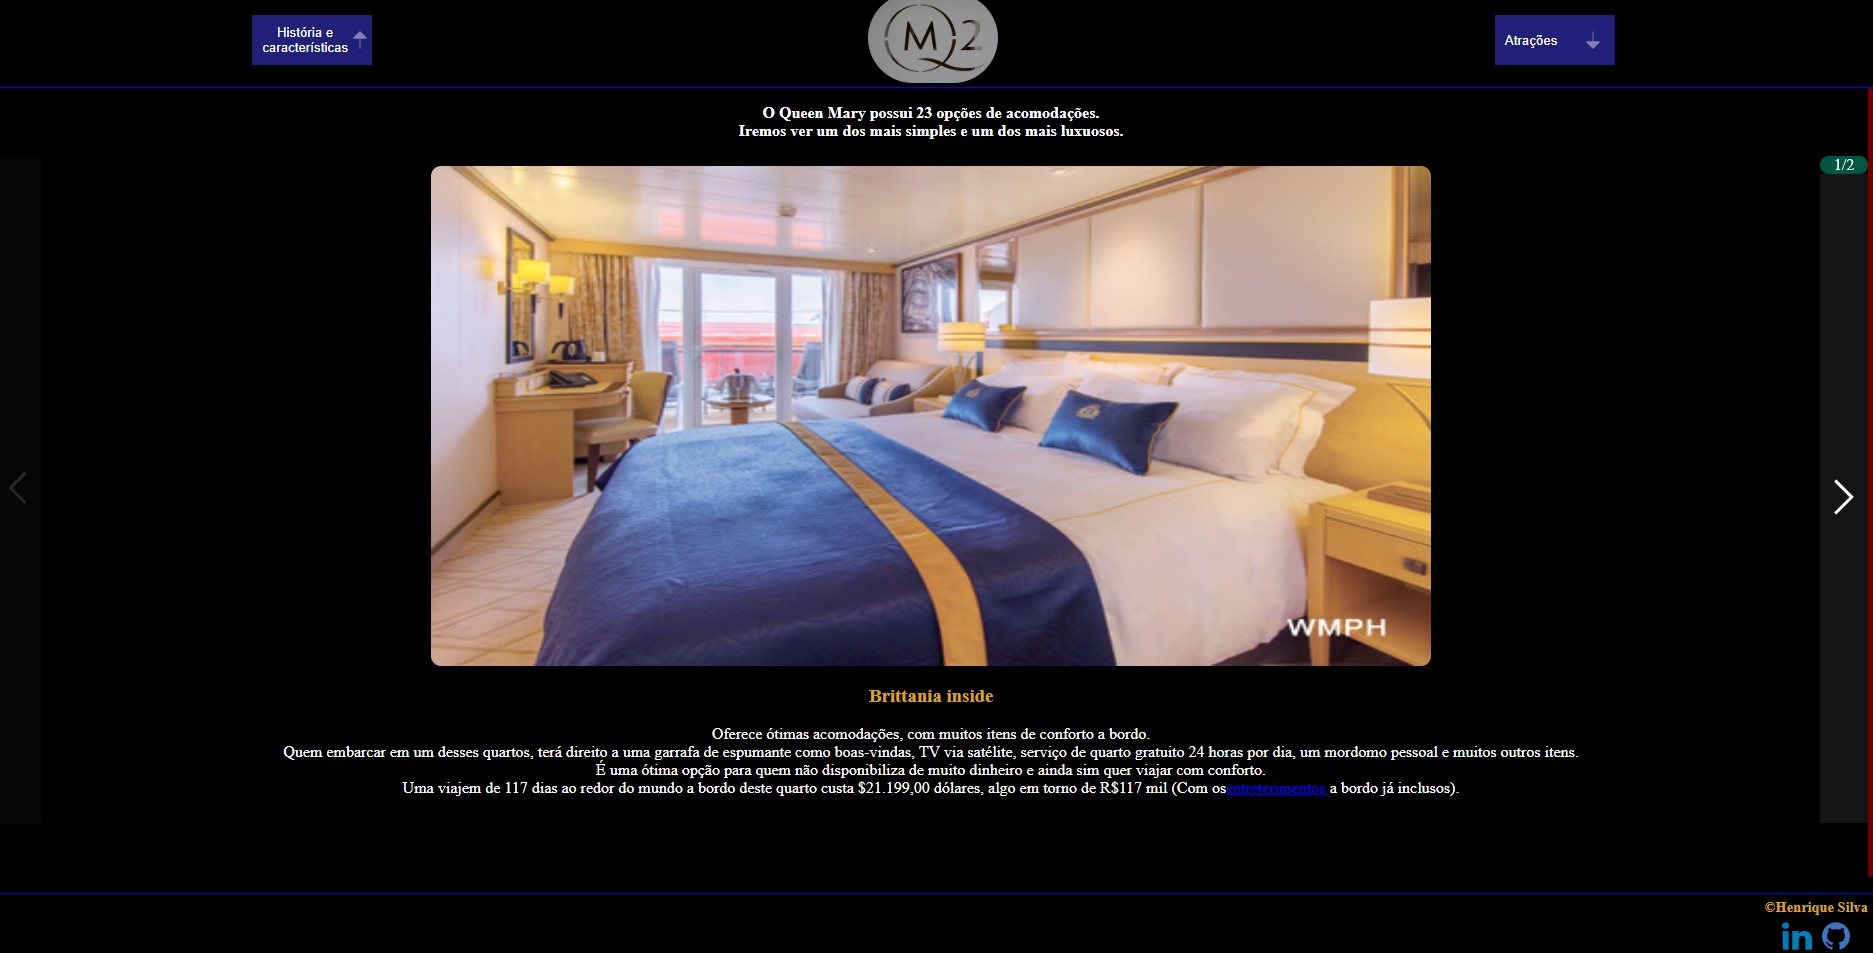 História e
características
QM2
Atrações
O Queen Mary possui 23 opções de acomodações.
Iremos ver um dos mais simples e um dos mais luxuosos.
1/2
WMPH
Brittania inside
Oferece ótimas acomodações, com muitos itens de conforto a bordo.
Quem embarcar em um desses quartos, terá direito a uma garrafa de espumante como boas-vindas, TV via satélite, serviço de quarto gratuito 24 horas por dia, um mordomo pessoal e muitos outros itens.
É uma ótima opção para quem não disponibiliza de muito dinheiro e ainda sim quer viajar com conforto.
Uma viajem de 117 dias ao redor do mundo a bordo deste quarto custa $21.199,00 dólares, algo em torno de R$117 mil (Com osentreterimentos a bordo já inclusos).
©Henrique Silva
in